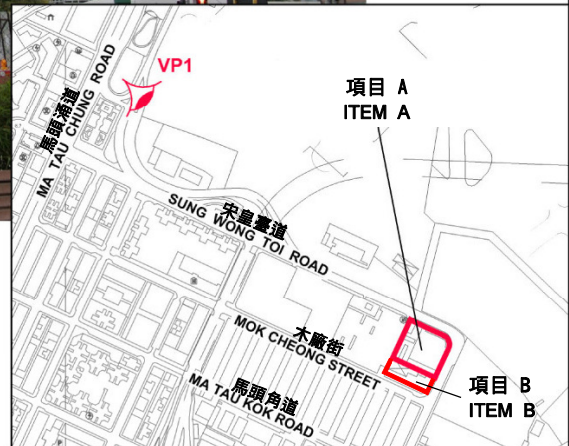 VP1
項目 A
ITEM A
馬頭涌道
MA TAU CHUNG ROAD
宋皇臺道
SUNG WONG TOI ROAD
木廠街
MOK CHEONG STREET
馬頭角道
MA TAU KOK ROAD
項目 B
ITEM B